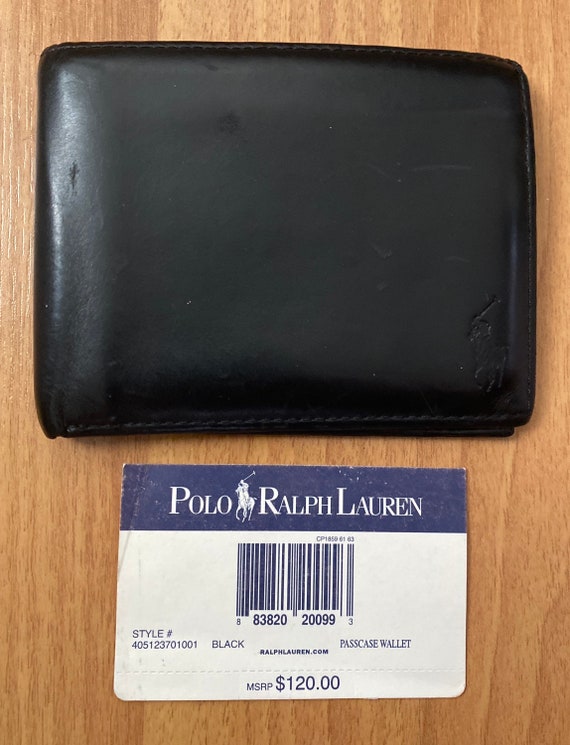 POLO RALPH LAUREN
CP1859 61 63
8 83820 20099 3
STYLE #
405123701001 BLACK PASSCASE WALLET
RALPHLAUREN.COM
MSRP $120.00